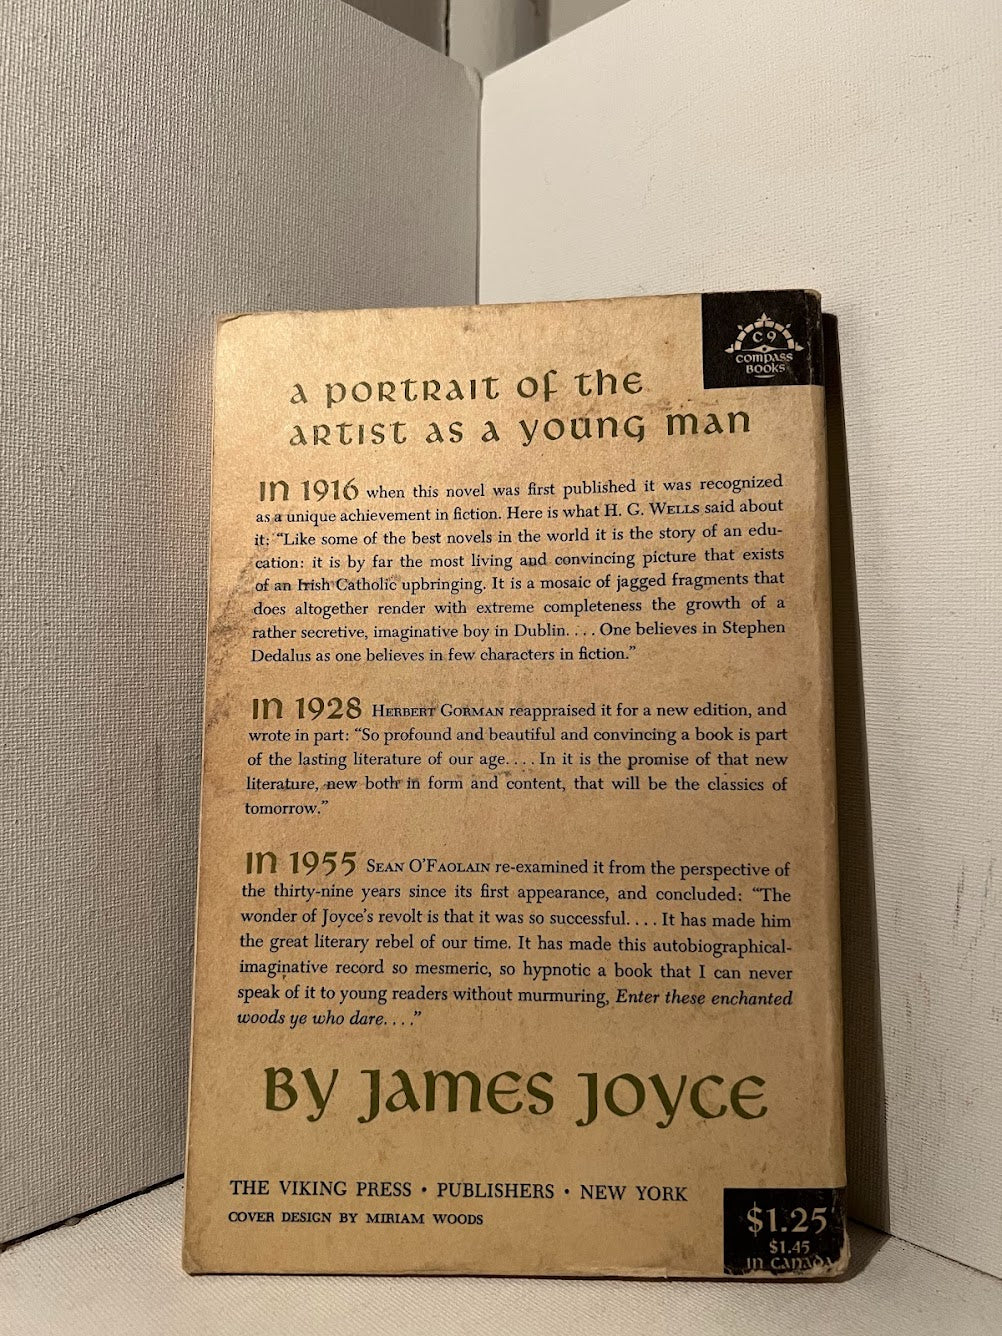 C9
COMPASS
BOOKS
A PORTRAIT OF THE
ARTIST AS A YOUNG MAN
IN 1916 when this novel was first published it was recognized
as a unique achievement in fiction. Here is what H. G. WELLS said about
it: “Like some of the best novels in the world it is the story of an edu-
cation: it is by far the most living and convincing picture that exists
of an Irish Catholic upbringing. It is a mosaic of jagged fragments that
does altogether render with extreme completeness the growth of a
rather secretive, imaginative boy in Dublin. . . . One believes in Stephen
Dedalus as one believes in few characters in fiction.”
IN 1928 HERBERT GORMAN reappraised it for a new edition, and
wrote in part: “So profound and beautiful and convincing a book is part
of the lasting literature of our age. . . . In it is the promise of that new
literature, new both in form and content, that will be the classics of
tomorrow.”
IN 1955 SEAN O’FAOLAIN re-examined it from the perspective of
the thirty-nine years since its first appearance, and concluded: “The
wonder of Joyce’s revolt is that it was so successful. . . . It has made him
the great literary rebel of our time. It has made this autobiographical-
imaginative record so mesmeric, so hypnotic a book that I can never
speak of it to young readers without murmuring, Enter these enchanted
woods ye who dare. . . .”
BY JAMES JOYCE
THE VIKING PRESS • PUBLISHERS • NEW YORK
COVER DESIGN BY MIRIAM WOODS
$1.25
$1.45
IN CANADA